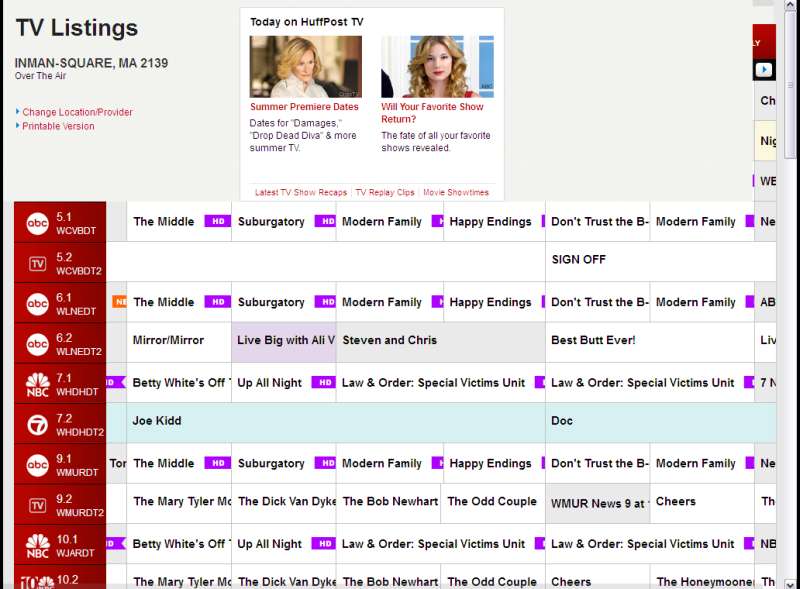 TV Listings
INMAN-SQUARE, MA 2139
Over The Air
Change Location/Provider
Printable Version
Today on HuffPost TV
Summer Premiere Dates
Dates for "Damages,"
"Drop Dead Diva" & more
summer TV.
ABC
Will Your Favorite Show
Return?
The fate of all your favorite
shows revealed.
Latest TV Show Recaps | TV Replay Clips | Movie Showtimes
LY
Ch
Nig
WE
abc 5.1 WCVBDT The Middle HD Suburgatory HD Modern Family H Happy Endings Don't Trust the B- Modern Family Ne
TV 5.2 WCVBDT2 SIGN OFF
abc 6.1 WLNEDT NE The Middle HD Suburgatory HD Modern Family H Happy Endings Don't Trust the B- Modern Family AB
abc 6.2 WLNEDT2 Mirror/Mirror Live Big with Ali V Steven and Chris Best Butt Ever! Liv
NBC 7.1 WHDHDT HD Betty White's Off Up All Night HD Law & Order: Special Victims Unit Law & Order: Special Victims Unit 7 N
7 7.2 WHDHDT2 Joe Kidd Doc
abc 9.1 WMURDT Tor The Middle HD Suburgatory HD Modern Family H Happy Endings Don't Trust the B- Modern Family Ne
TV 9.2 WMURDT2 The Mary Tyler Mo The Dick Van Dyke The Bob Newhart The Odd Couple WMUR News 9 at Cheers Th
NBC 10.1 WJARDT HD Betty White's Off Up All Night HD Law & Order: Special Victims Unit Law & Order: Special Victims Unit NB
10 10.2 The Mary Tyler Mo The Dick Van Dyke The Bob Newhart The Odd Couple Cheers The Honeymooner Th